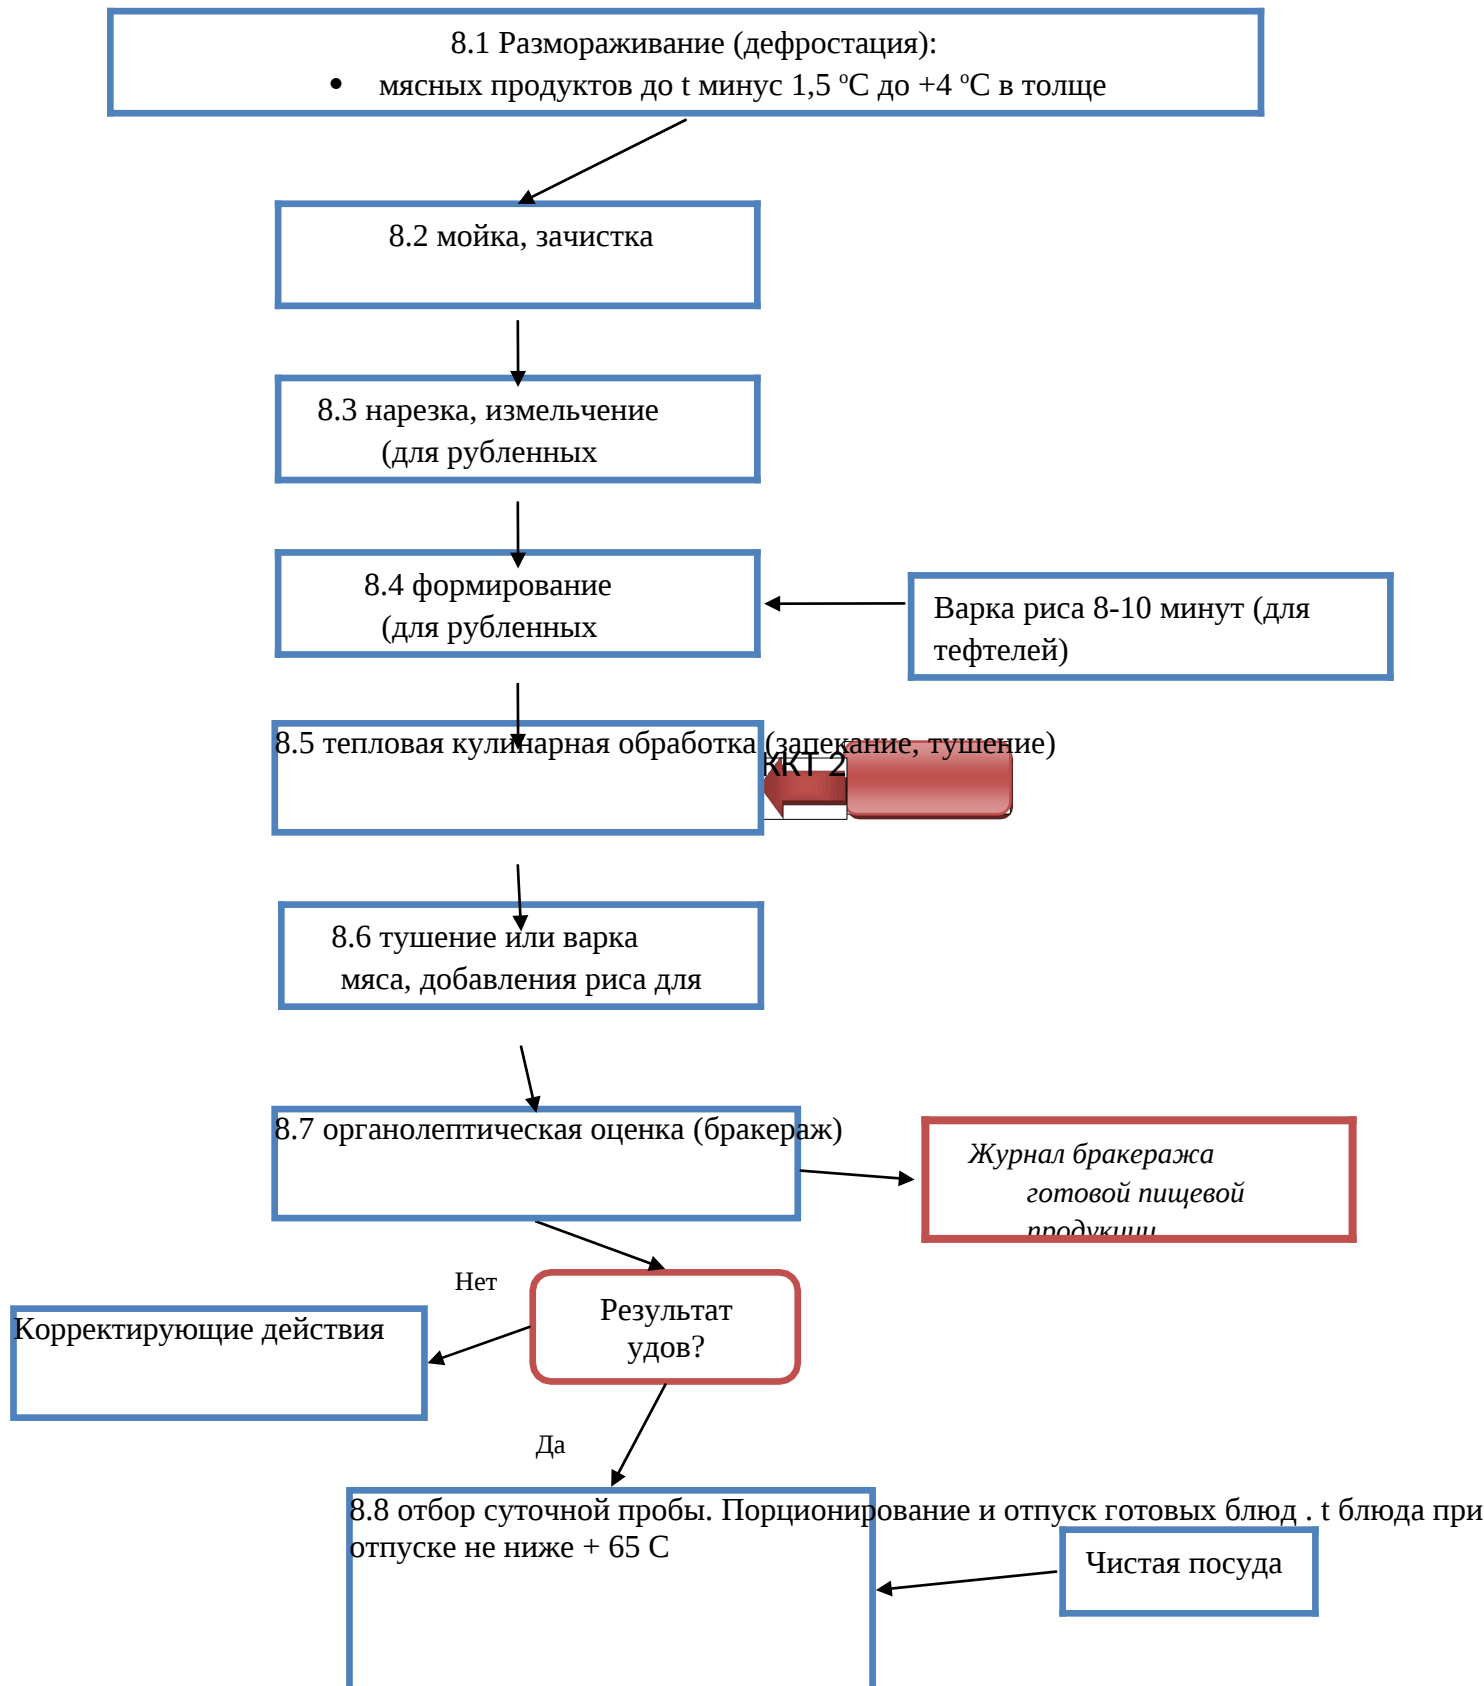 8.1 Размораживание (дефростация):
• мясных продуктов до t минус 1,5 ºС до +4 ºС в толще
8.2 мойка, зачистка
8.3 нарезка, измельчение
(для рубленных
8.4 формирование
(для рубленных
Варка риса 8-10 минут (для
тефтелей)
8.5 тепловая кулинарная обработка (запекание, тушение)
ККТ 2
8.6 тушение или варка
мяса, добавления риса для
8.7 органолептическая оценка (бракераж)
Журнал бракеража
готовой пищевой
продукции
Нет
Результат
удов?
Корректирующие действия
Да
8.8 отбор суточной пробы. Порционирование и отпуск готовых блюд . t блюда при
отпуске не ниже + 65 С
Чистая посуда